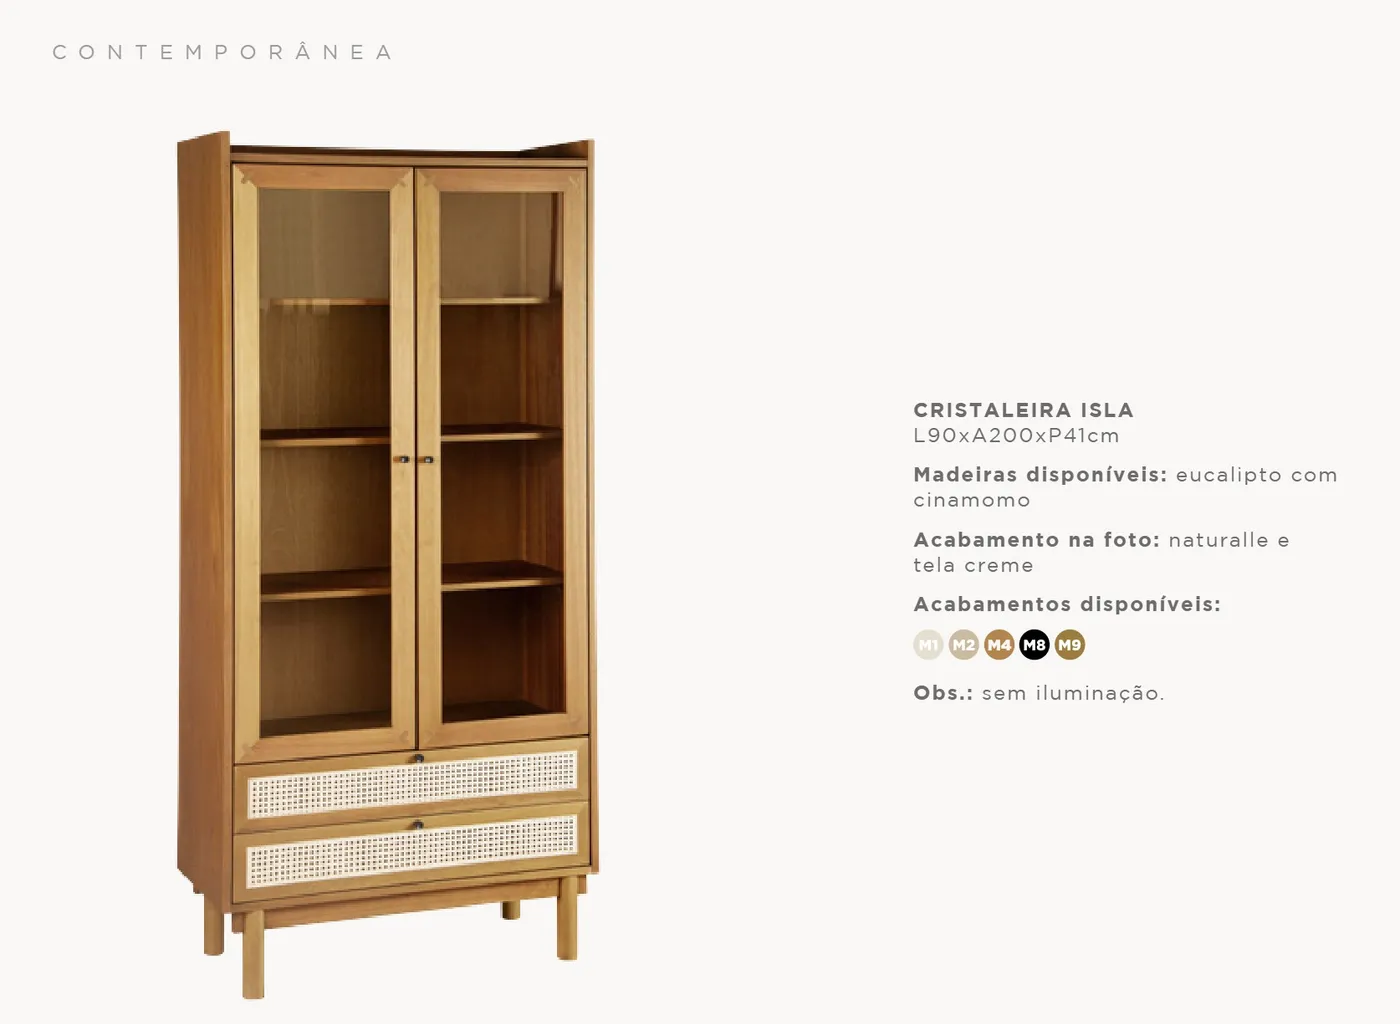 CONTEMPORÂNEA
CRISTALEIRA ISLA
L90xA200xP41cm
Madeiras disponíveis: eucalipto com
cinamomo
Acabamento na foto: naturalle e
tela creme
Acabamentos disponíveis:
M1 M2 M4 M8 M9
Obs.: sem iluminação.